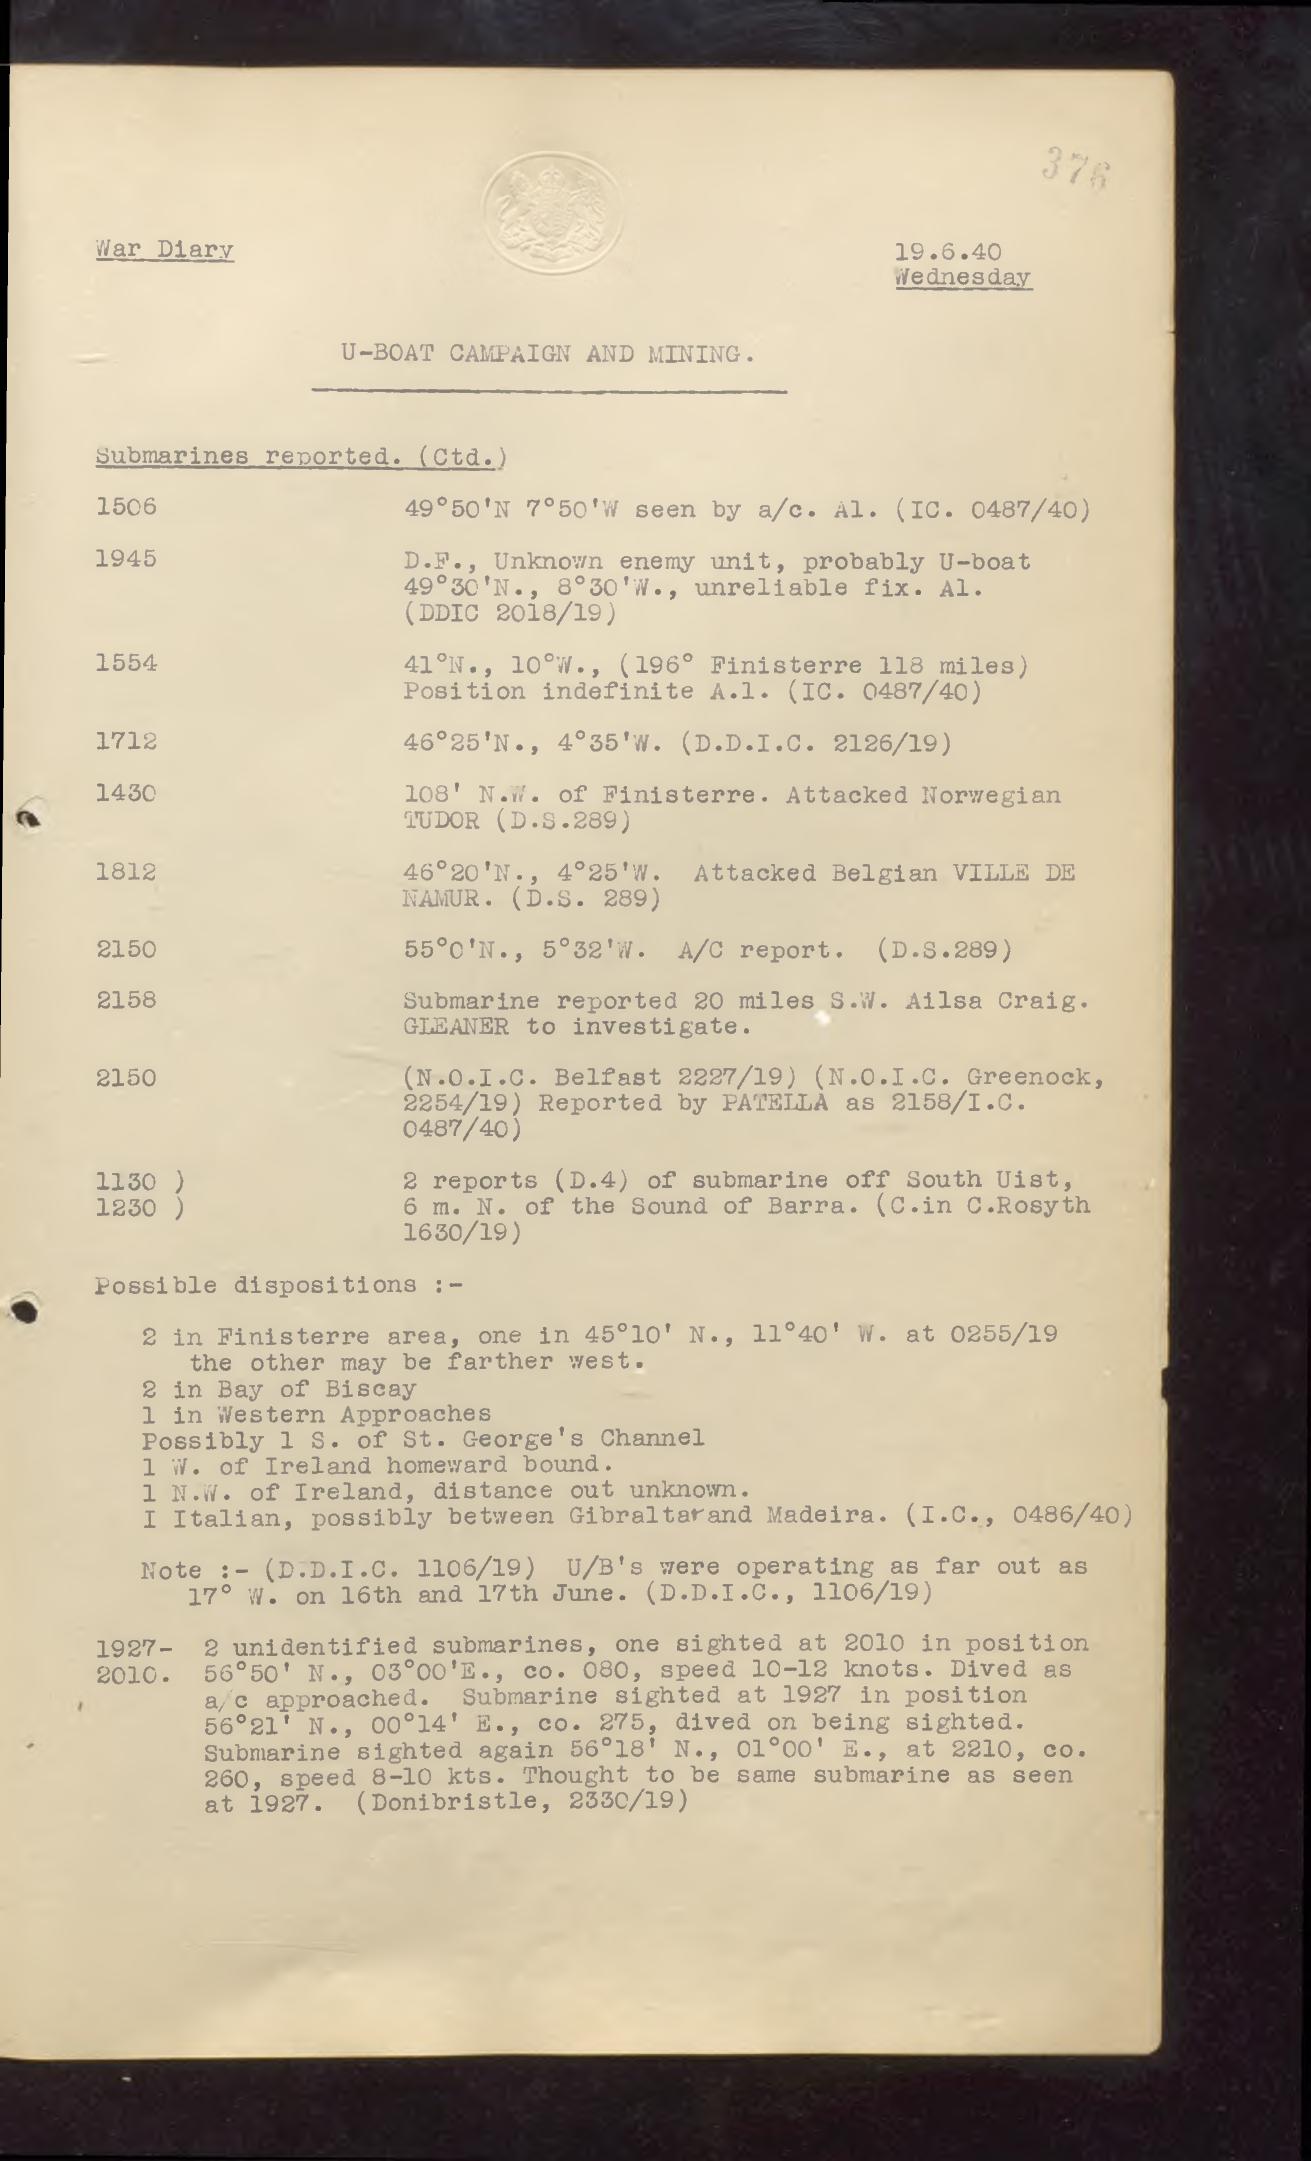 376
War Diary
19.6.40
Wednesday
U-BOAT CAMPAIGN AND MINING.
Submarines reported. (Ctd.)
1506 49°50'N 7°50'W seen by a/c. Al. (IC. 0487/40)
1945 D.F., Unknown enemy unit, probably U-boat
49°30'N., 8°30'W., unreliable fix. Al.
(DDIC 2018/19)
1554 41°N., 10°W., (196° Finisterre 118 miles)
Position indefinite A.l. (IC. 0487/40)
1712 46°25'N., 4°35'W. (D.D.I.C. 2126/19)
1430 108' N.W. of Finisterre. Attacked Norwegian
TUDOR (D.S.289)
1812 46°20'N., 4°25'W. Attacked Belgian VILLE DE
NAMUR. (D.S. 289)
2150 55°0'N., 5°32'W. A/C report. (D.S.289)
2158 Submarine reported 20 miles S.W. Ailsa Craig.
GLEANER to investigate.
2150 (N.O.I.C. Belfast 2227/19) (N.O.I.C. Greenock,
2254/19) Reported by PATELLA as 2158/I.C.
0487/40)
1130 ) 2 reports (D.4) of submarine off South Uist,
1230 ) 6 m. N. of the Sound of Barra. (C.in C.Rosyth
1630/19)
Possible dispositions :-
2 in Finisterre area, one in 45°10' N., 11°40' W. at 0255/19
the other may be farther west.
2 in Bay of Biscay
1 in Western Approaches
Possibly 1 S. of St. George's Channel
1 W. of Ireland homeward bound.
1 N.W. of Ireland, distance out unknown.
I Italian, possibly between Gibraltar and Madeira. (I.C., 0486/40)
Note :- (D.D.I.C. 1106/19) U/B's were operating as far out as
17° W. on 16th and 17th June. (D.D.I.C., 1106/19)
1927- 2 unidentified submarines, one sighted at 2010 in position
2010. 56°50' N., 03°00'E., co. 080, speed 10-12 knots. Dived as
a/c approached. Submarine sighted at 1927 in position
56°21' N., 00°14' E., co. 275, dived on being sighted.
Submarine sighted again 56°18' N., 01°00' E., at 2210, co.
260, speed 8-10 kts. Thought to be same submarine as seen
at 1927. (Donibristle, 2330/19)